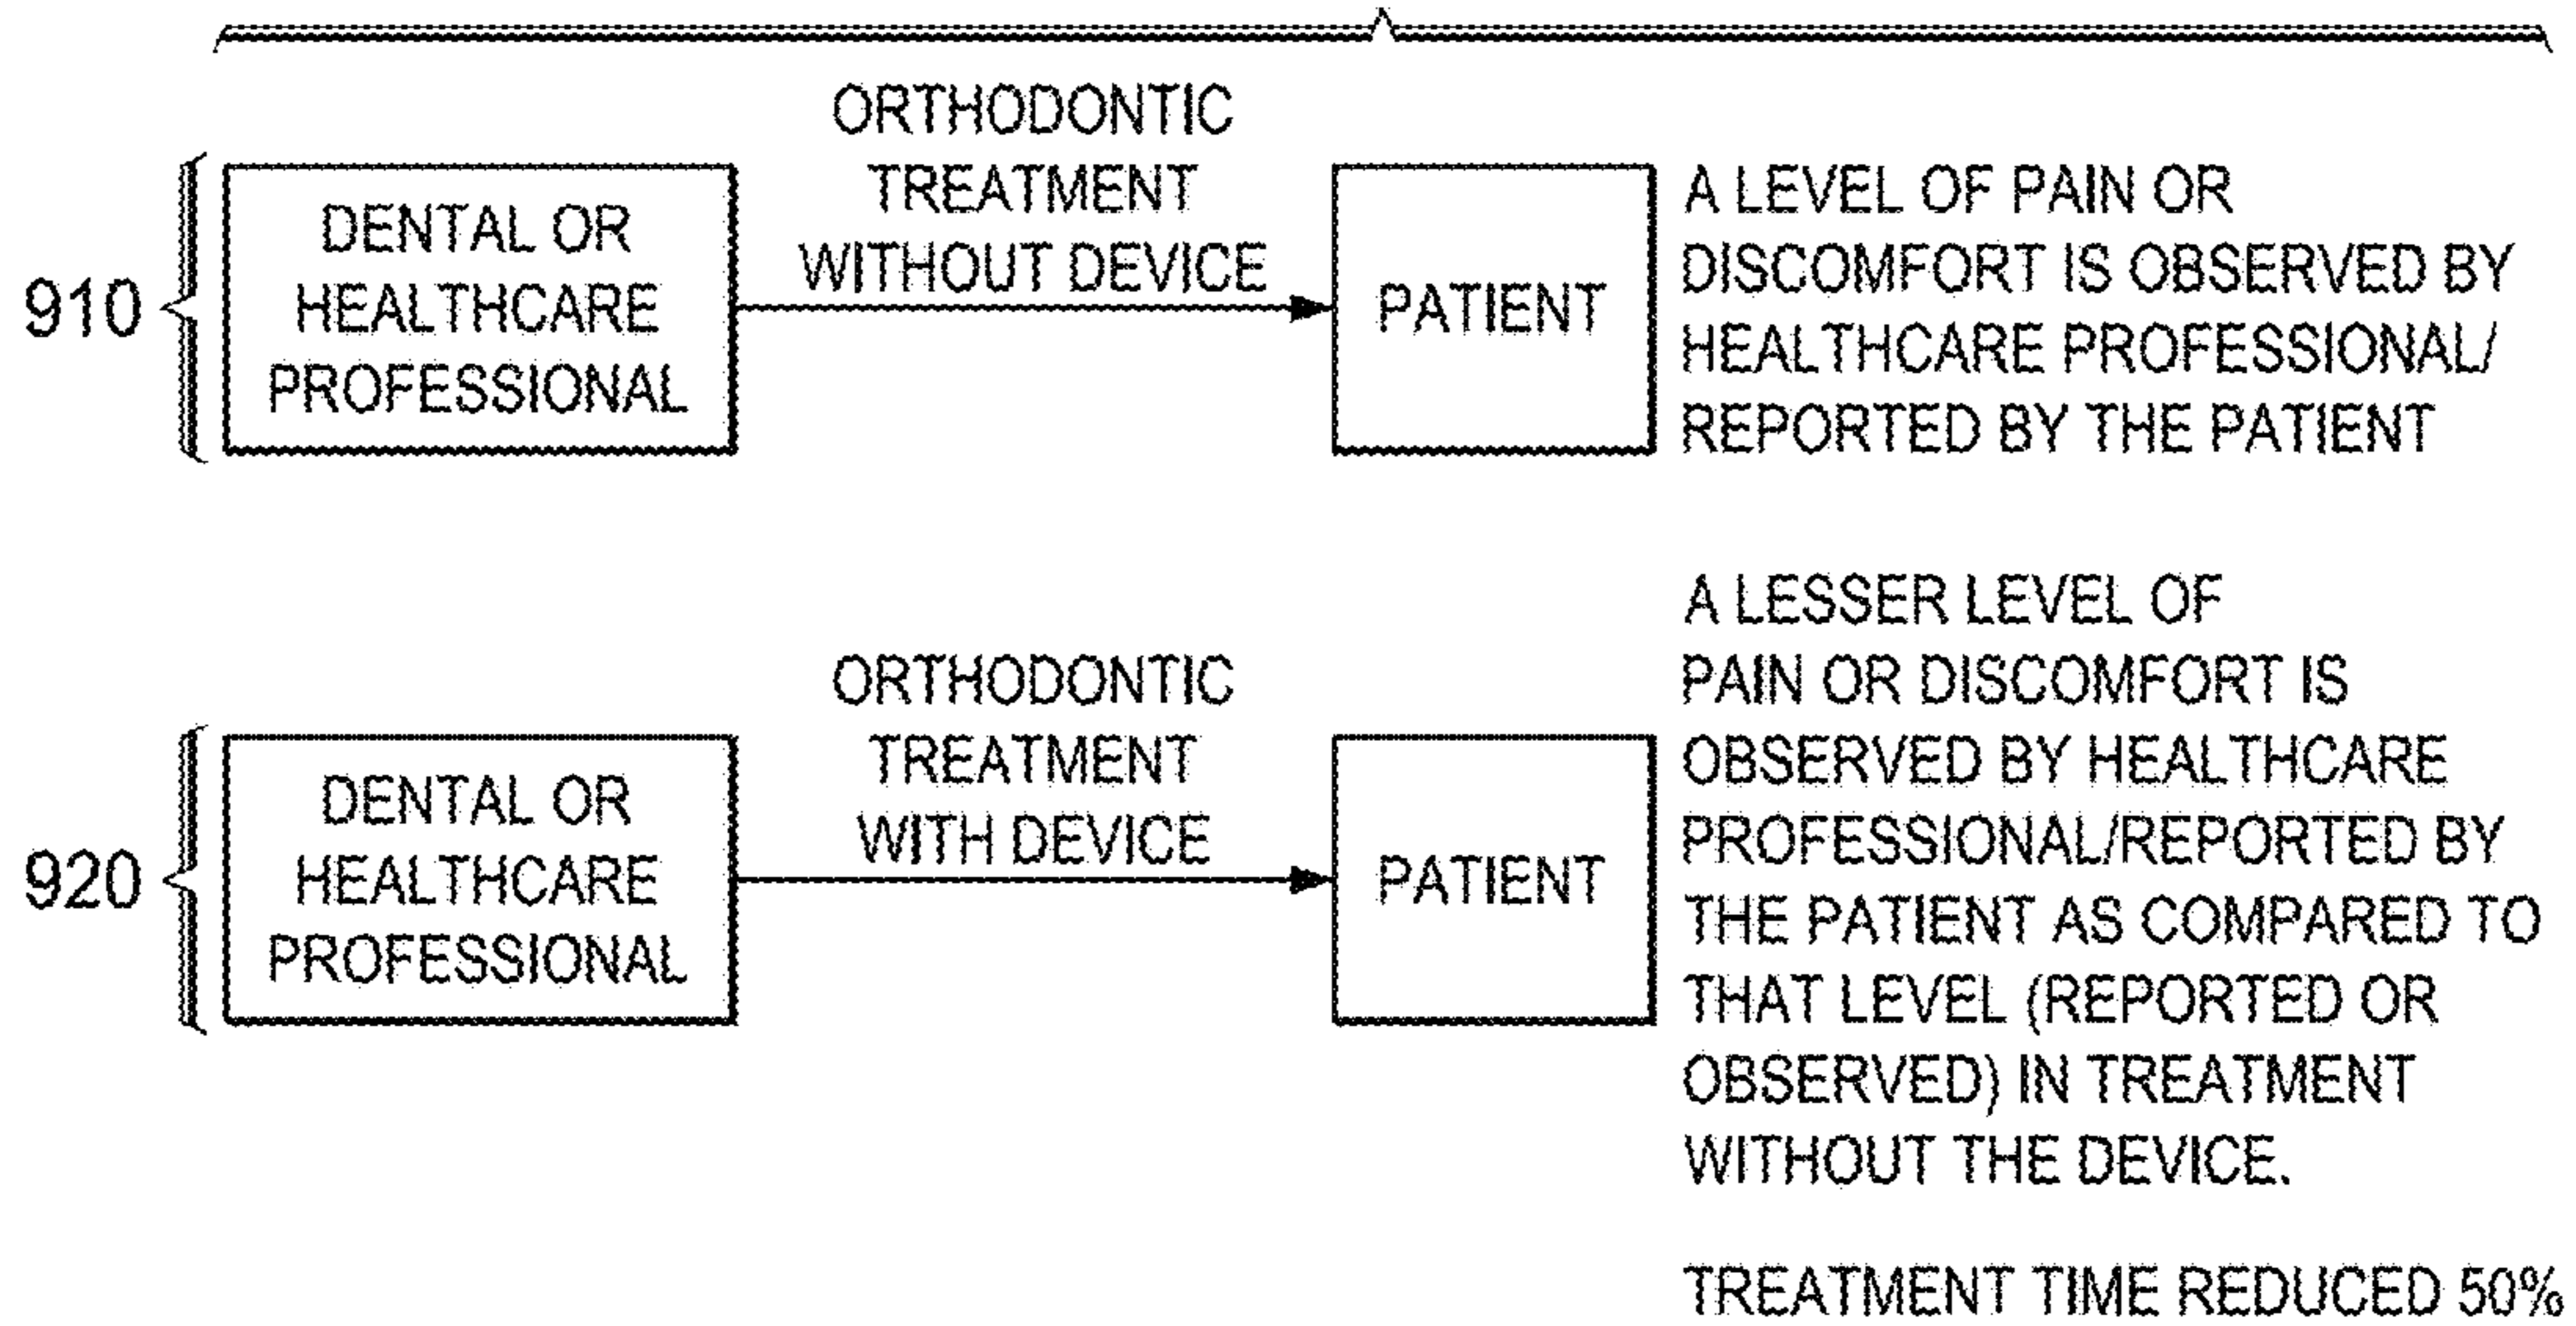 910
DENTAL OR
HEALTHCARE
PROFESSIONAL
ORTHODONTIC
TREATMENT
WITHOUT DEVICE
PATIENT
A LEVEL OF PAIN OR
DISCOMFORT IS OBSERVED BY
HEALTHCARE PROFESSIONAL/
REPORTED BY THE PATIENT
920
DENTAL OR
HEALTHCARE
PROFESSIONAL
ORTHODONTIC
TREATMENT
WITH DEVICE
PATIENT
A LESSER LEVEL OF
PAIN OR DISCOMFORT IS
OBSERVED BY HEALTHCARE
PROFESSIONAL/REPORTED BY
THE PATIENT AS COMPARED TO
THAT LEVEL (REPORTED OR
OBSERVED) IN TREATMENT
WITHOUT THE DEVICE.
TREATMENT TIME REDUCED 50%